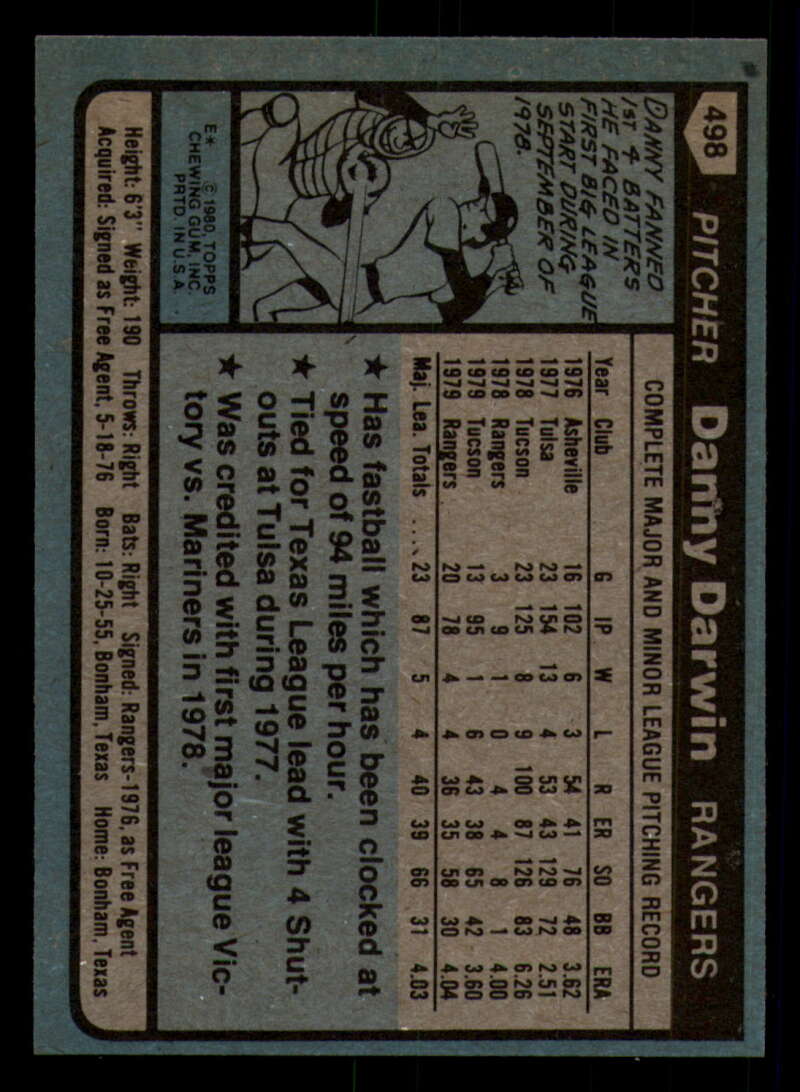 498 PITCHER Danny Darwin RANGERS
DANNY FANNED
1ST 4 BATTERS
HE FACED IN
FIRST BIG LEAGUE
START DURING
SEPTEMBER OF
1978.
E* © 1980, TOPPS
CHEWING GUM, INC.
PRTD. IN U.S.A.
COMPLETE MAJOR AND MINOR LEAGUE PITCHING RECORD
Year Club G IP W L R ER SO BB ERA
1976 Asheville 16 102 6 3 54 41 76 48 3.62
1977 Tulsa 23 154 13 4 53 43 129 72 2.51
1978 Tucson 23 125 8 9 100 87 126 83 6.26
1978 Rangers 3 9 1 0 4 4 8 1 4.00
1979 Tucson 13 95 1 6 43 38 65 42 3.60
1979 Rangers 20 78 4 4 36 35 58 30 4.04
Maj. Lea. Totals .... 23 87 5 4 40 39 66 31 4.03
★ Has fastball which has been clocked at
speed of 94 miles per hour.
★ Tied for Texas League lead with 4 Shut-
outs at Tulsa during 1977.
★ Was credited with first major league Vic-
tory vs. Mariners in 1978.
Height: 6'3" Weight: 190 Throws: Right Bats: Right Signed: Rangers-1976, as Free Agent
Acquired: Signed as Free Agent, 5-18-76 Born: 10-25-55, Bonham, Texas Home: Bonham, Texas